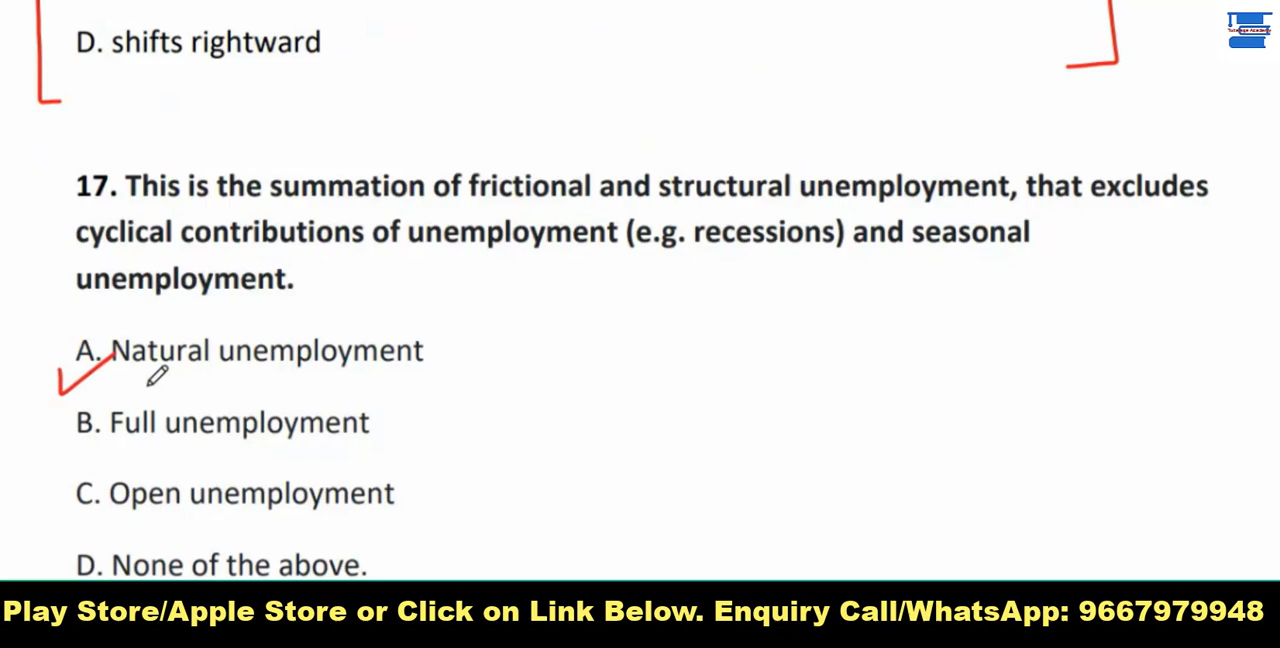 D. shifts rightward
17. This is the summation of frictional and structural unemployment, that excludes
cyclical contributions of unemployment (e.g. recessions) and seasonal
unemployment.
A. Natural unemployment
B. Full unemployment
C. Open unemployment
D. None of the above.
Play Store/Apple Store or Click on Link Below. Enquiry Call/WhatsApp: 9667979948